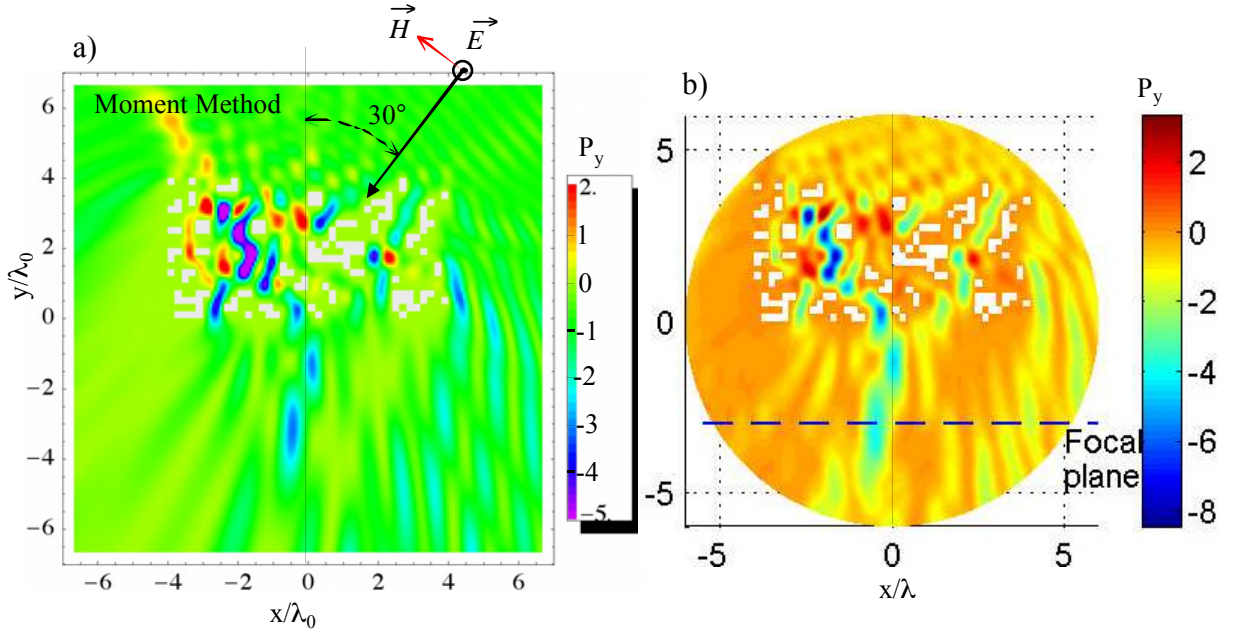 a)
H
E
Moment Method
30°
P_y
2.
1
0
-1
-2
-3
-4
-5.
y/λ₀
6
4
2
0
−2
−4
−6
−6 −4 −2 0 2 4 6
x/λ₀
b)
P_y
5
0
-5
-5 0 5
x/λ
Focal
plane
2
0
-2
-4
-6
-8